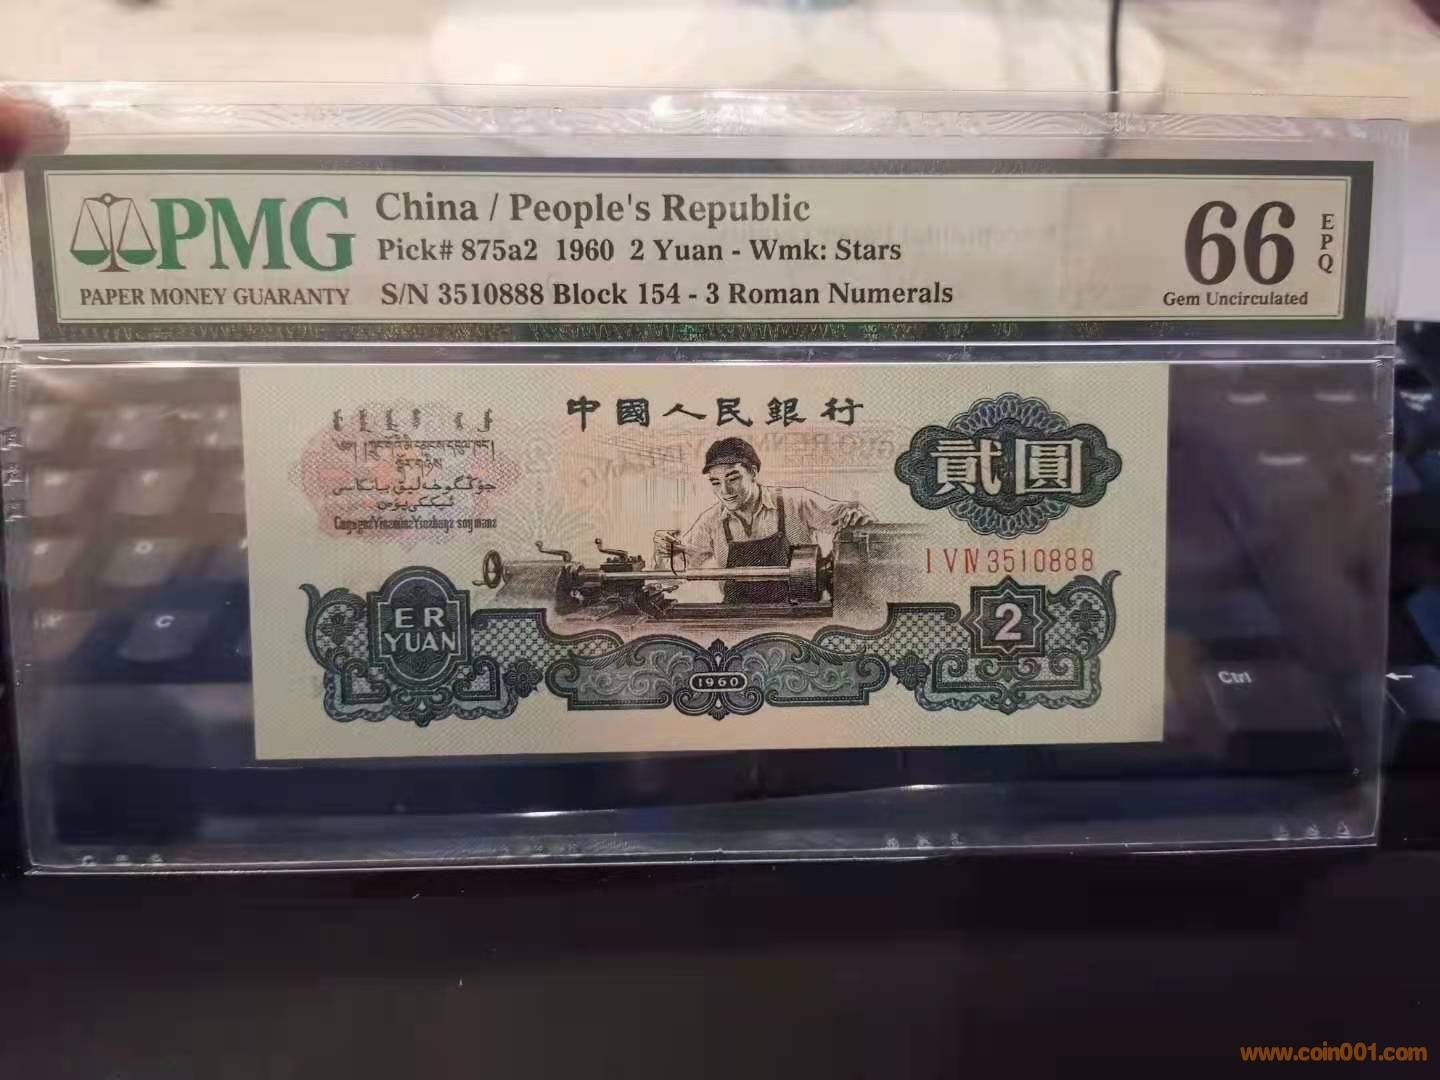 PMG
PAPER MONEY GUARANTY
China / People's Republic
Pick# 875a2 1960 2 Yuan - Wmk: Stars
S/N 3510888 Block 154 - 3 Roman Numerals
66
EPQ
Gem Uncirculated
中國人民銀行
貳圓
I V IV 3510888
ER
YUAN
2
1960
Ctrl
C
www.coin001.com